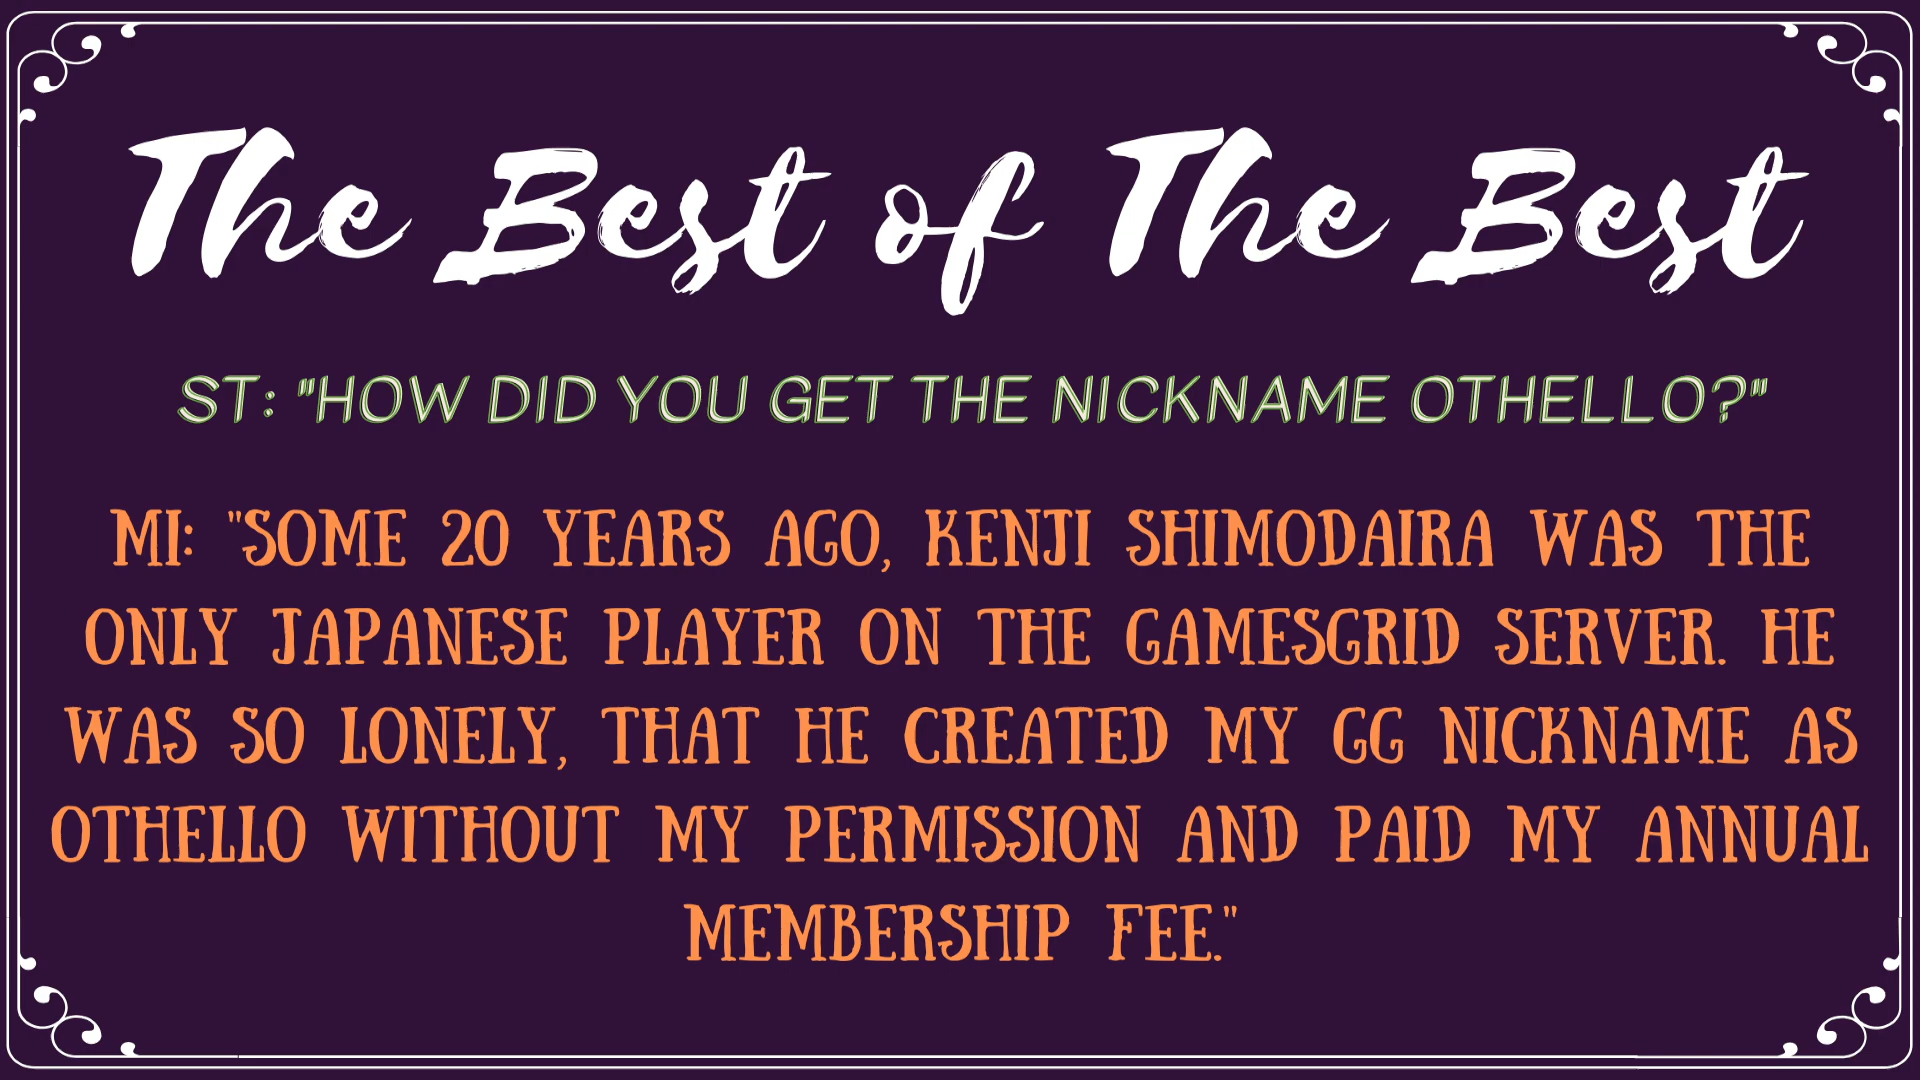 The Best of The Best
ST: "HOW DID YOU GET THE NICKNAME OTHELLO?"
MI: "SOME 20 YEARS AGO, KENJI SHIMODAIRA WAS THE
ONLY JAPANESE PLAYER ON THE GAMESGRID SERVER. HE
WAS SO LONELY, THAT HE CREATED MY GG NICKNAME AS
OTHELLO WITHOUT MY PERMISSION AND PAID MY ANNUAL
MEMBERSHIP FEE."